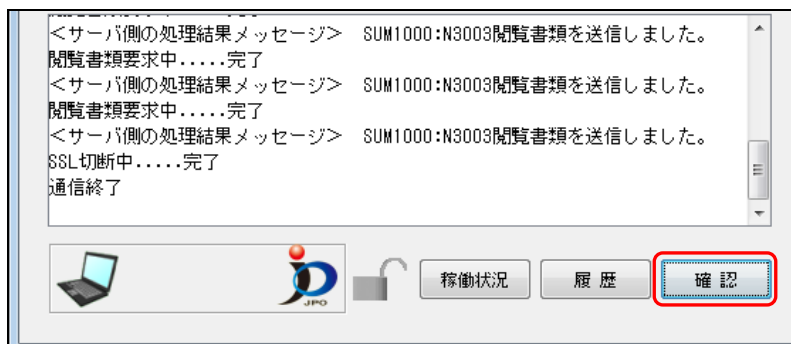 <サーバ側の処理結果メッセージ> SUM1000:N3003閲覧書類を送信しました。
閲覧書類要求中.....完了
<サーバ側の処理結果メッセージ> SUM1000:N3003閲覧書類を送信しました。
閲覧書類要求中.....完了
<サーバ側の処理結果メッセージ> SUM1000:N3003閲覧書類を送信しました。
SSL切断中.....完了
通信終了
JPO
稼働状況
履 歴
確 認